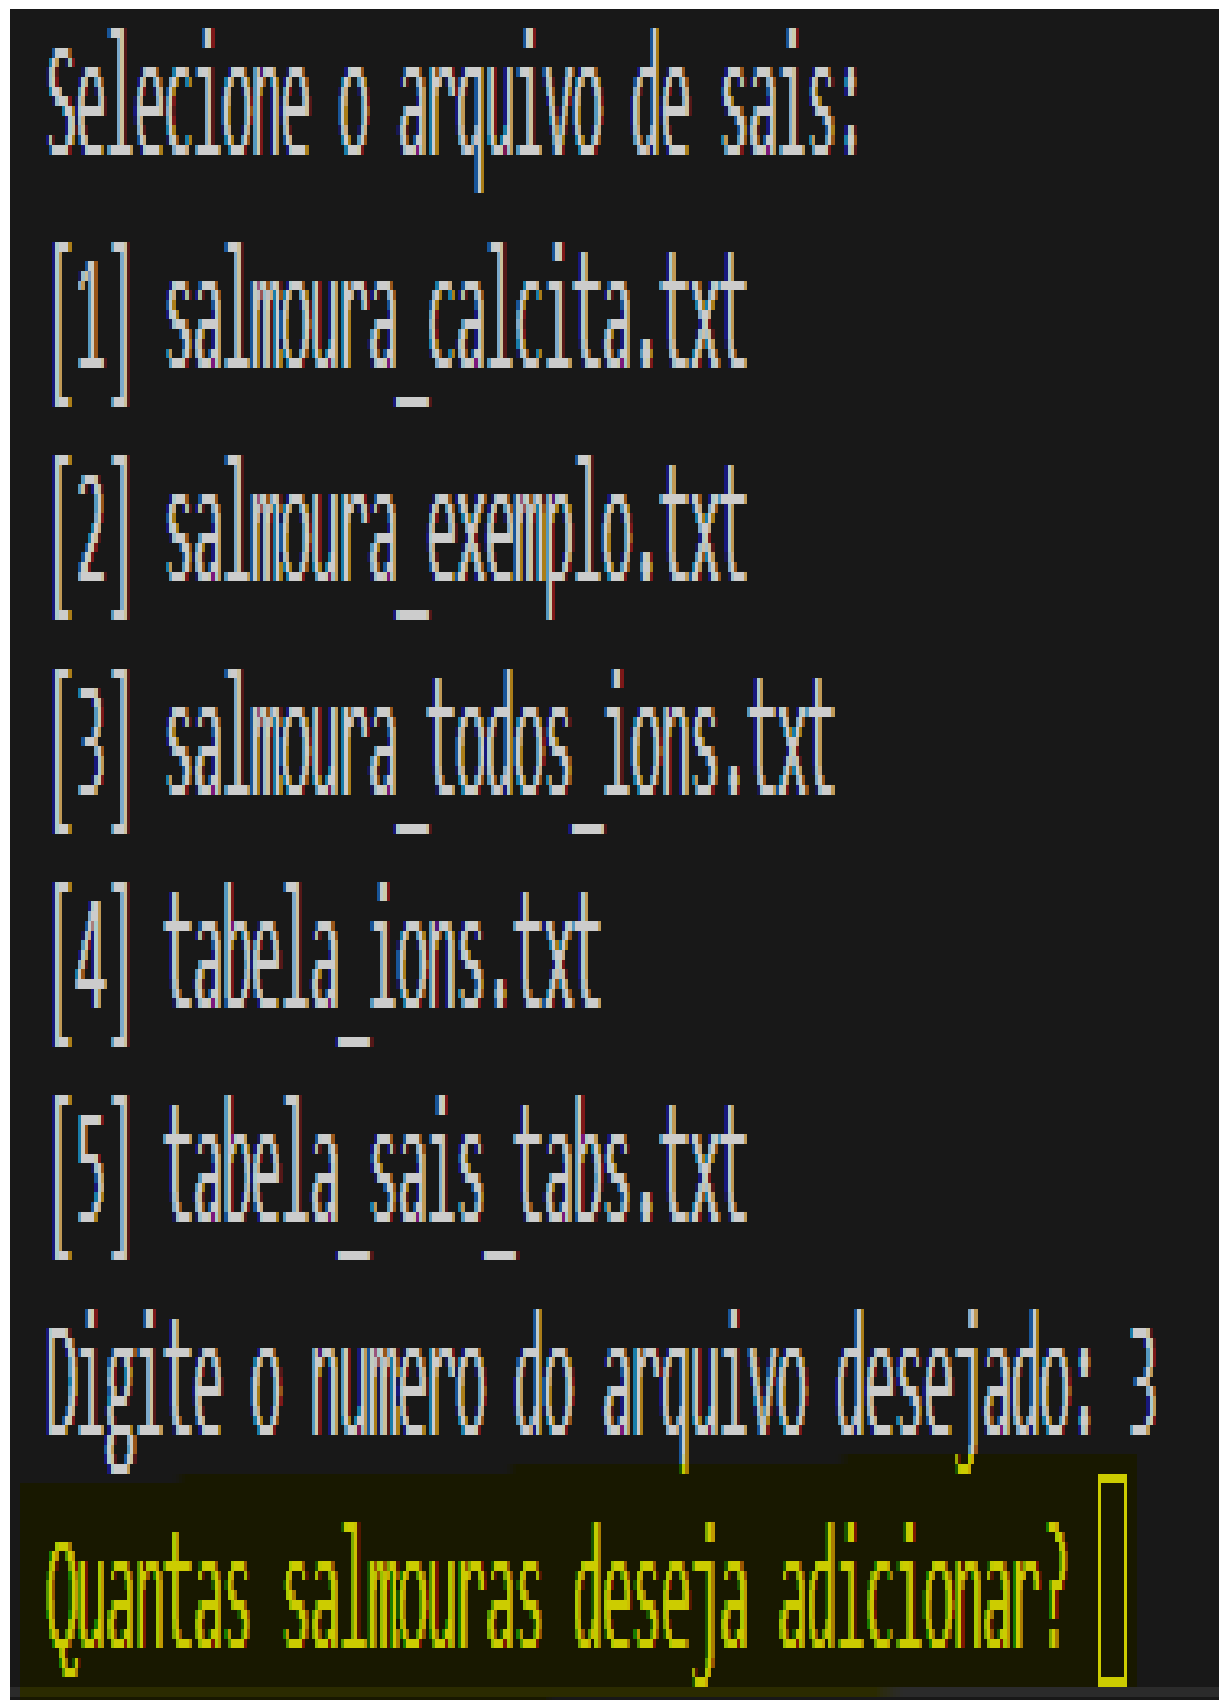 Selecione o arquivo de sais:
[1] salmoura_calcita.txt
[2] salmoura_exemplo.txt
[3] salmoura_todos_ions.txt
[4] tabela_ions.txt
[5] tabela_sais_tabs.txt
Digite o numero do arquivo desejado: 3
Quantas salmouras deseja adicionar?